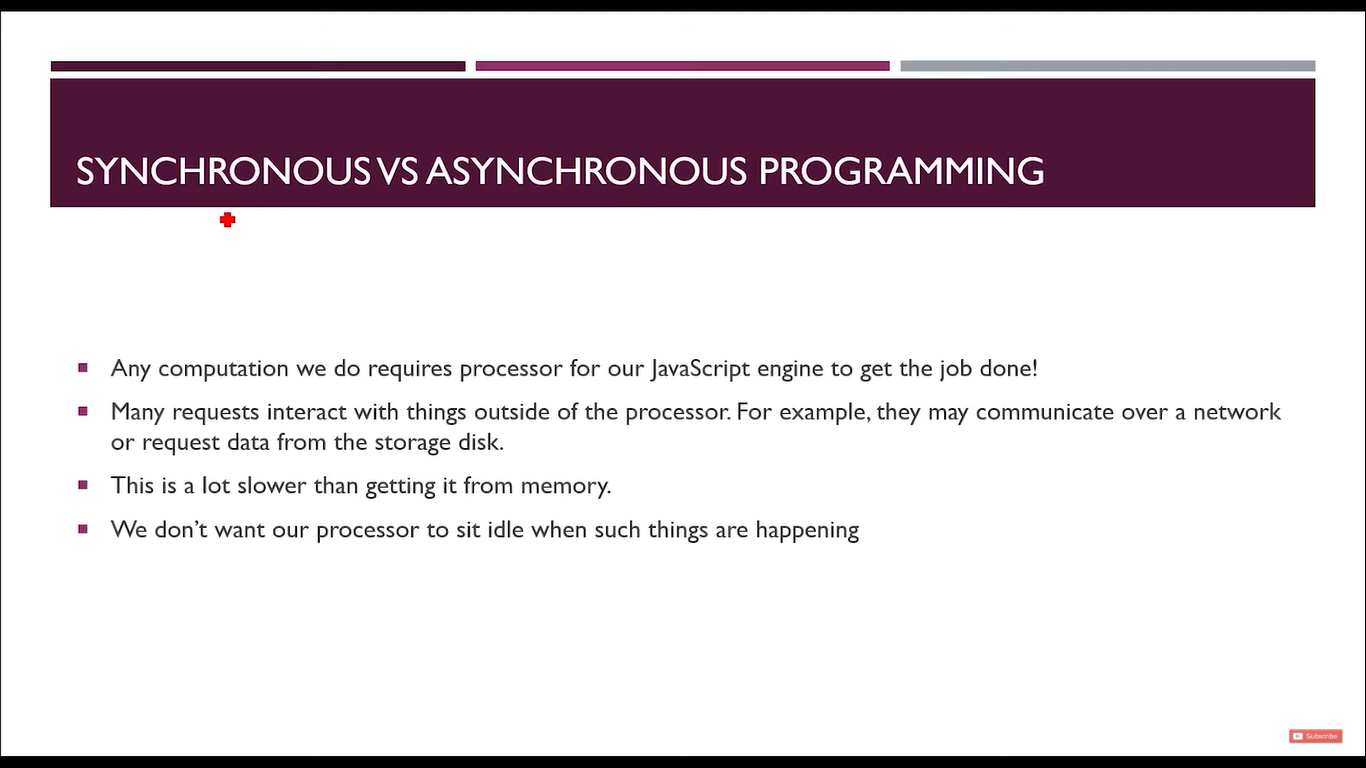 SYNCHRONOUS VS ASYNCHRONOUS PROGRAMMING
Any computation we do requires processor for our JavaScript engine to get the job done!
Many requests interact with things outside of the processor. For example, they may communicate over a network
or request data from the storage disk.
This is a lot slower than getting it from memory.
We don’t want our processor to sit idle when such things are happening
Subscribe